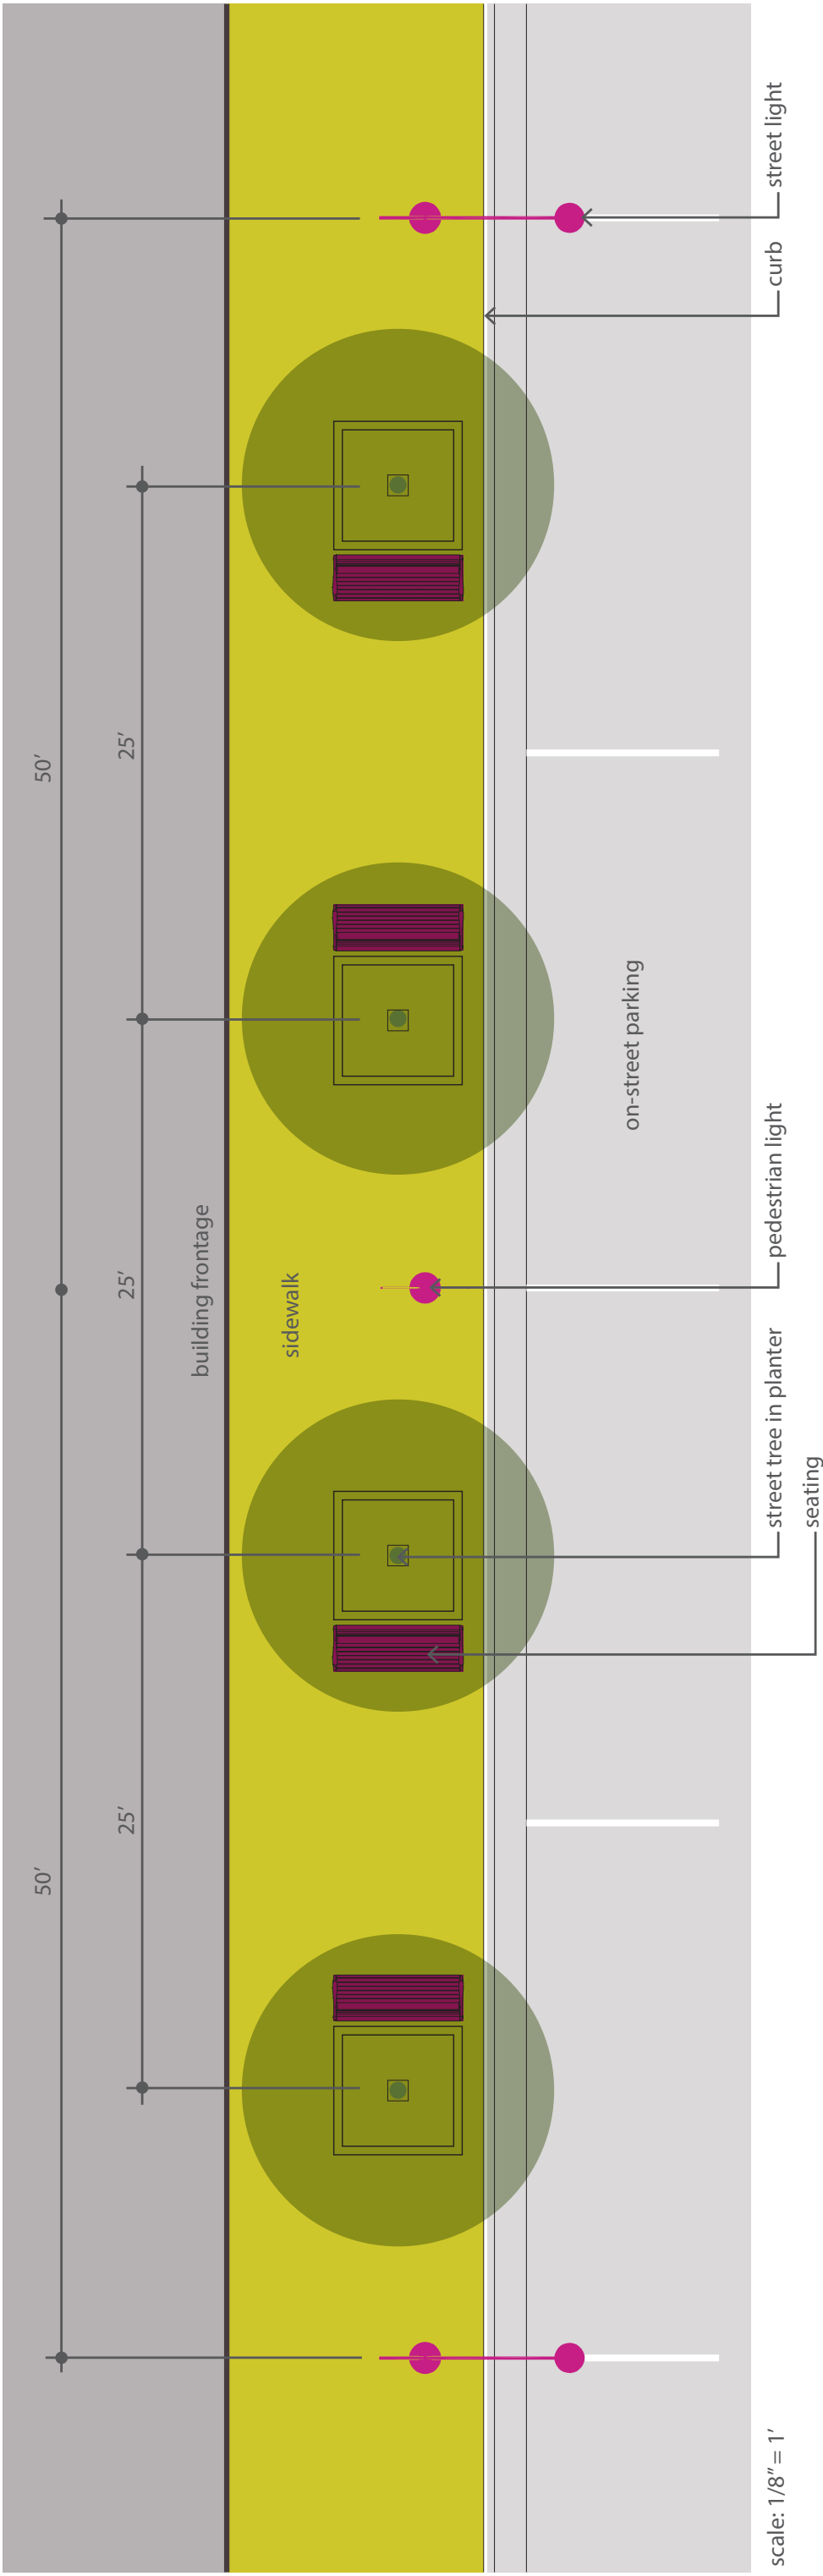 50’
50’
25’
25’
25’
building frontage
sidewalk
on-street parking
scale: 1/8” = 1’
seating
street tree in planter
pedestrian light
curb
street light